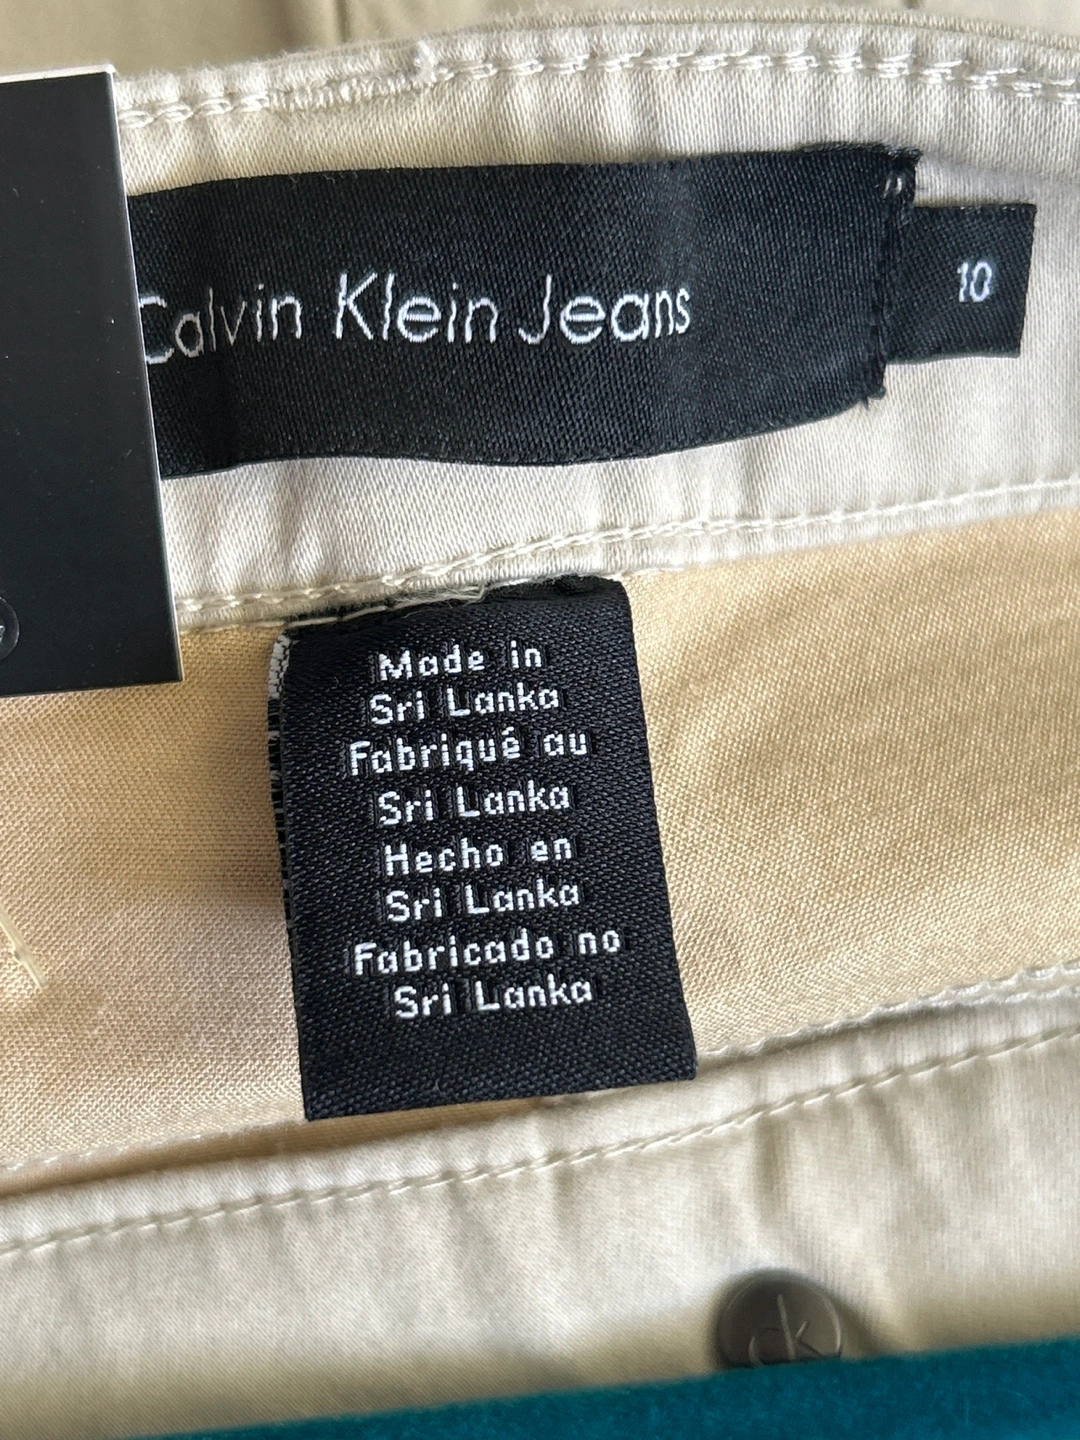 Calvin Klein Jeans
10
Made in
Sri Lanka
Fabriqué au
Sri Lanka
Hecho en
Sri Lanka
Fabricado no
Sri Lanka
ck